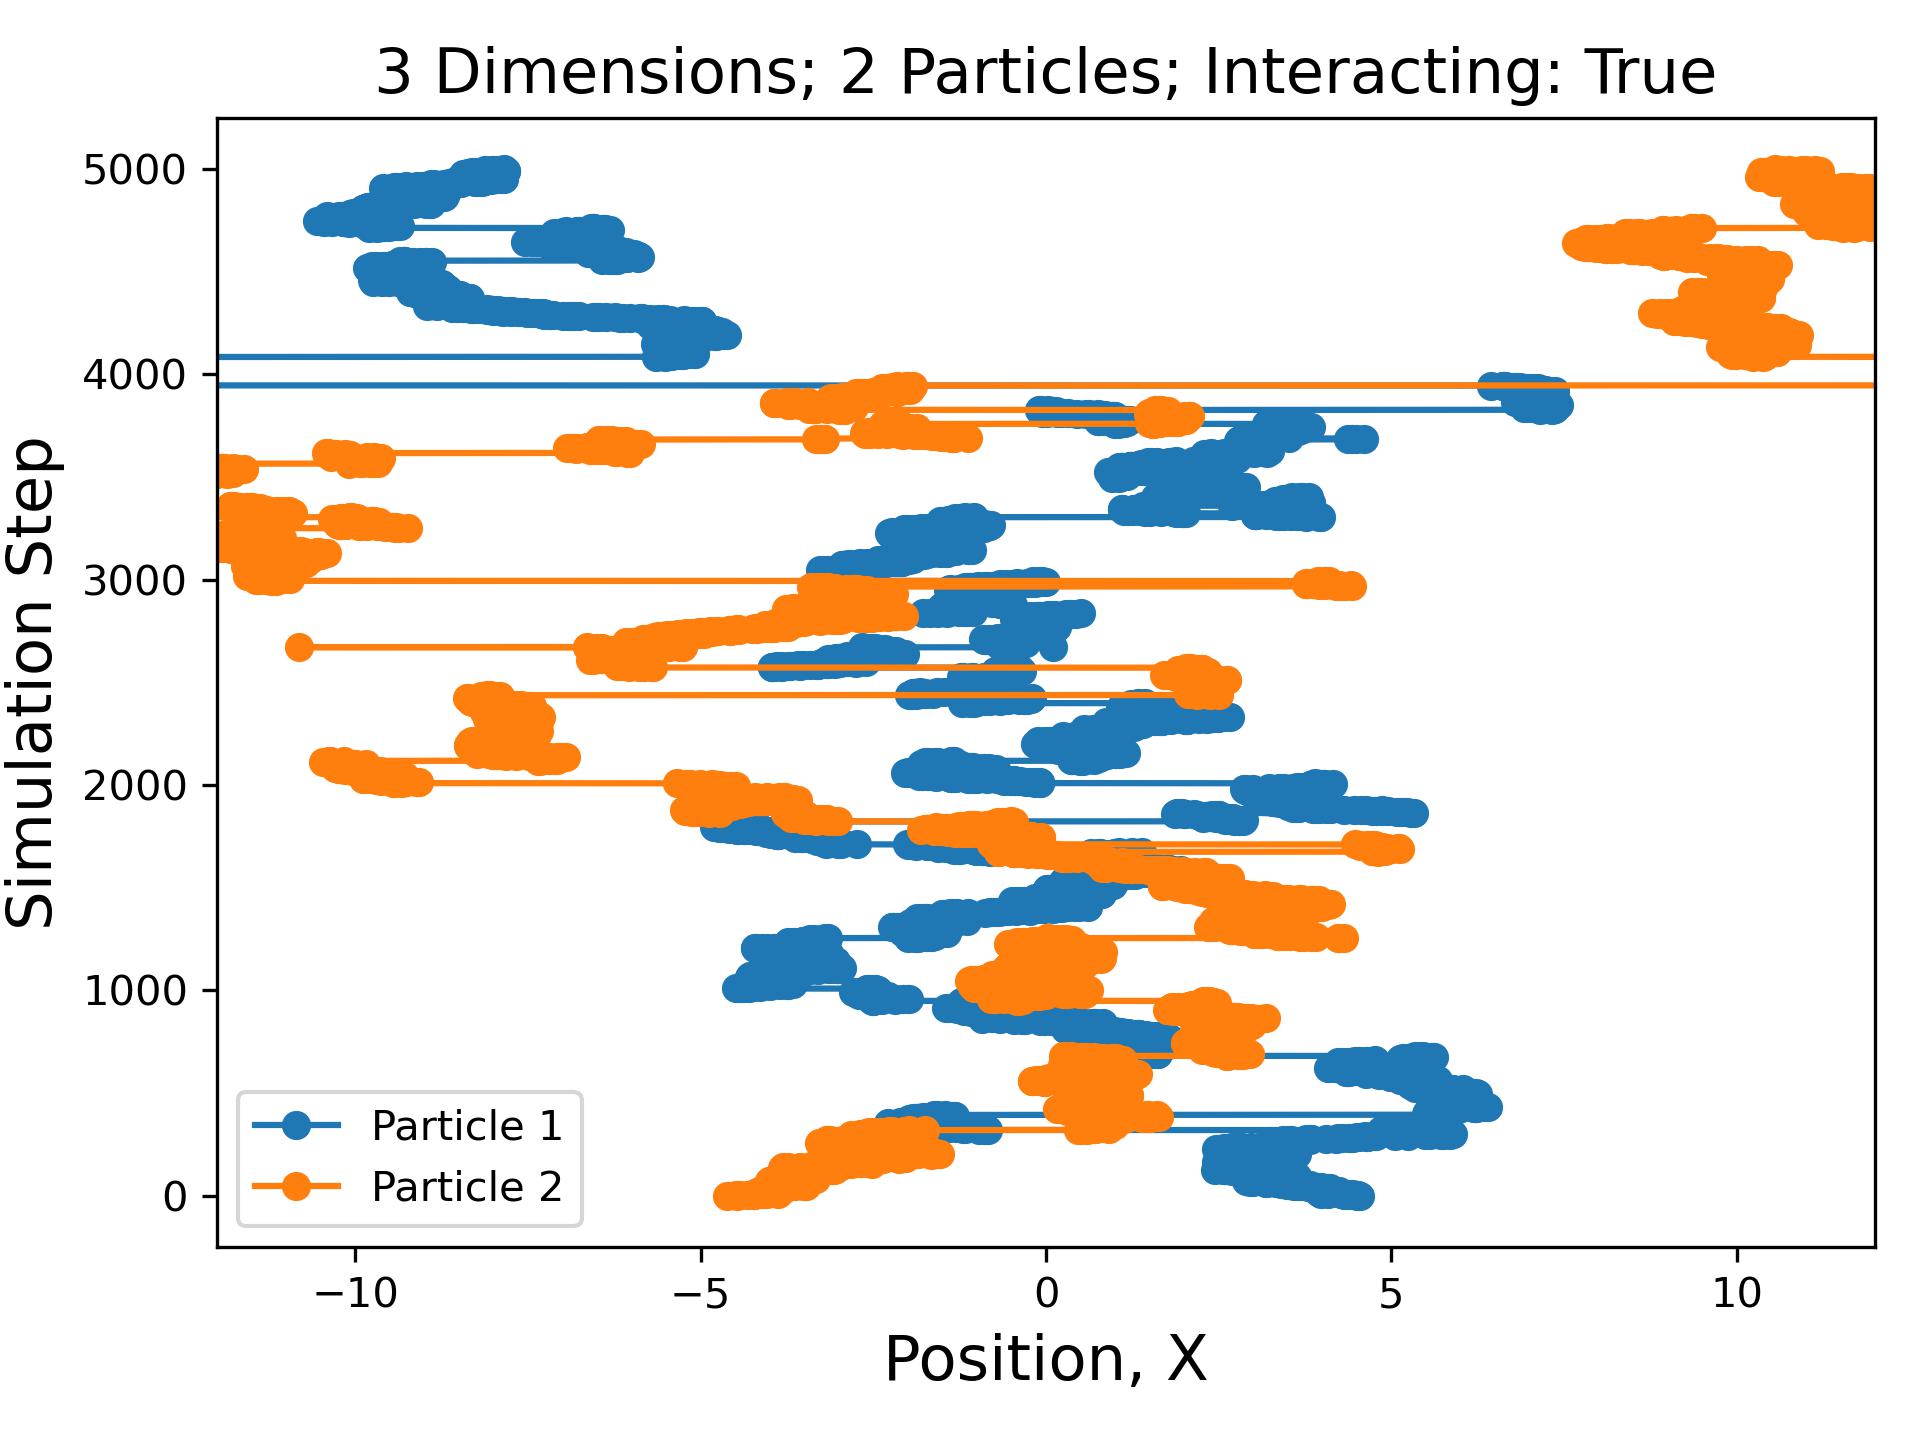 3 Dimensions; 2 Particles; Interacting: True
Simulation Step
5000
4000
3000
2000
1000
0
Particle 1
Particle 2
−10
−5
0
5
10
Position, X